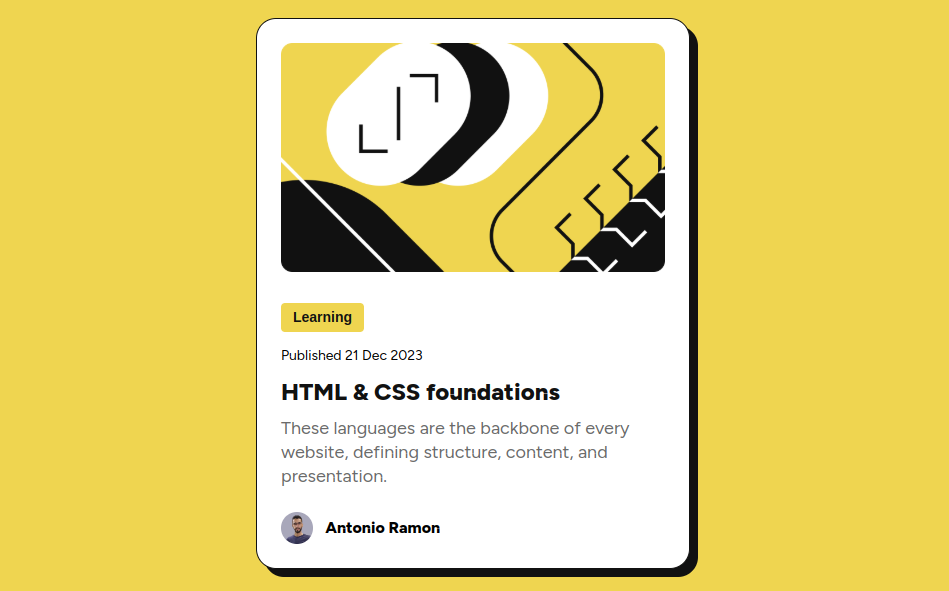 Learning
Published 21 Dec 2023
HTML & CSS foundations
These languages are the backbone of every
website, defining structure, content, and
presentation.
Antonio Ramon